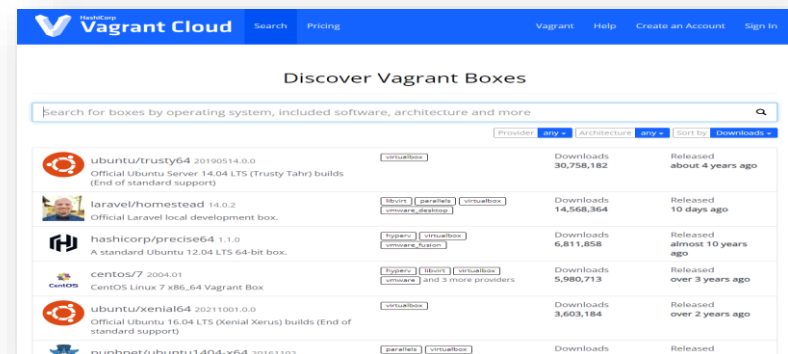 HashiCorp
Vagrant Cloud
Search
Pricing
Vagrant
Help
Create an Account
Sign In
Discover Vagrant Boxes
Search for boxes by operating system, included software, architecture and more
Provider any
Architecture any
Sort by Downloads
ubuntu/trusty64 20190514.0.0
Official Ubuntu Server 14.04 LTS (Trusty Tahr) builds
(End of standard support)
virtualbox
Downloads
30,758,182
Released
about 4 years ago
laravel/homestead 14.0.2
Official Laravel local development box.
libvirt parallels virtualbox
vmware_desktop
Downloads
14,568,364
Released
10 days ago
hashicorp/precise64 1.1.0
A standard Ubuntu 12.04 LTS 64-bit box.
hyperv virtualbox
vmware_fusion
Downloads
6,811,858
Released
almost 10 years
ago
CentOS
centos/7 2004.01
CentOS Linux 7 x86_64 Vagrant Box
hyperv libvirt virtualbox
vmware and 3 more providers
Downloads
5,980,713
Released
over 3 years ago
ubuntu/xenial64 20211001.0.0
Official Ubuntu 16.04 LTS (Xenial Xerus) builds (End of
standard support)
virtualbox
Downloads
3,603,184
Released
over 2 years ago
puphpet/ubuntu1404-x64 20161102
parallels virtualbox
Downloads
Released